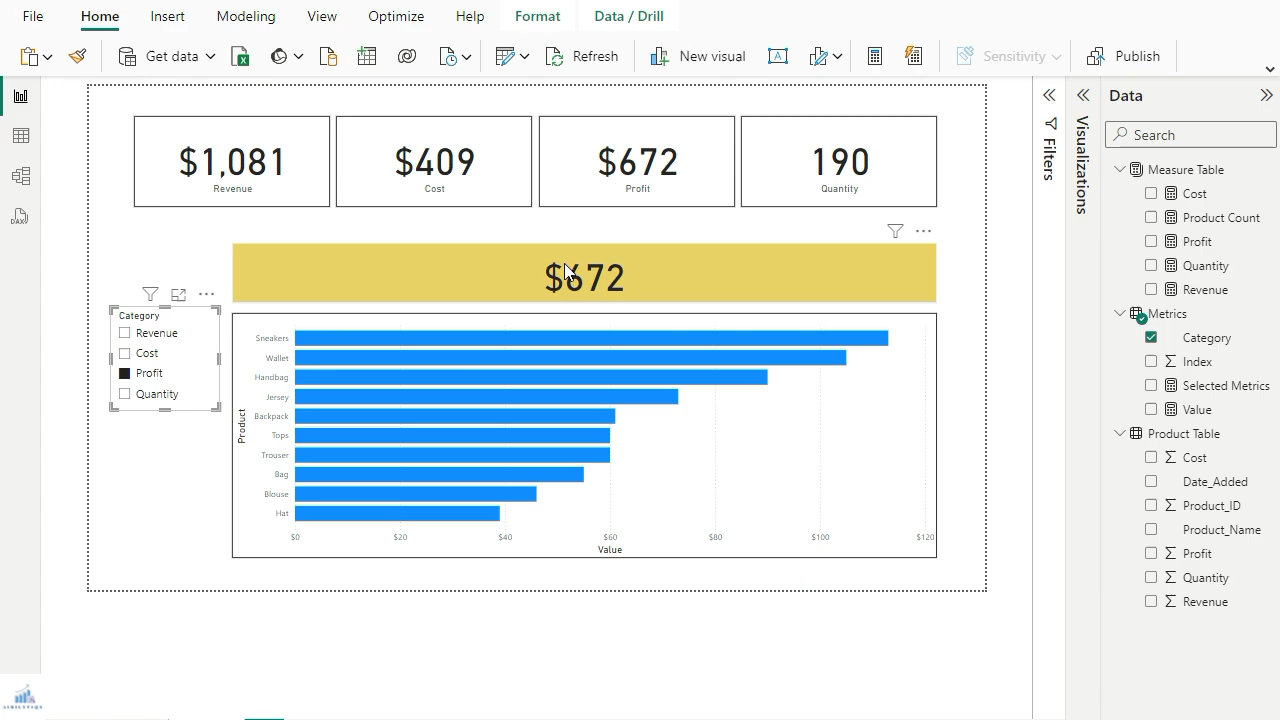 File Home Insert Modeling View Optimize Help Format Data / Drill
Get data Refresh New visual Sensitivity Publish
$1,081
Revenue
$409
Cost
$672
Profit
190
Quantity
$672
Category
Revenue
Cost
Profit
Quantity
Product
Sneakers
Wallet
Handbag
Jersey
Backpack
Tops
Trouser
Bag
Blouse
Hat
$0 $20 $40 $60 $80 $100 $120
Value
Filters
Visualizations
Data
Search
Measure Table
Cost
Product Count
Profit
Quantity
Revenue
Metrics
Category
Index
Selected Metrics
Value
Product Table
Cost
Date_Added
Product_ID
Product_Name
Profit
Quantity
Revenue
DAX